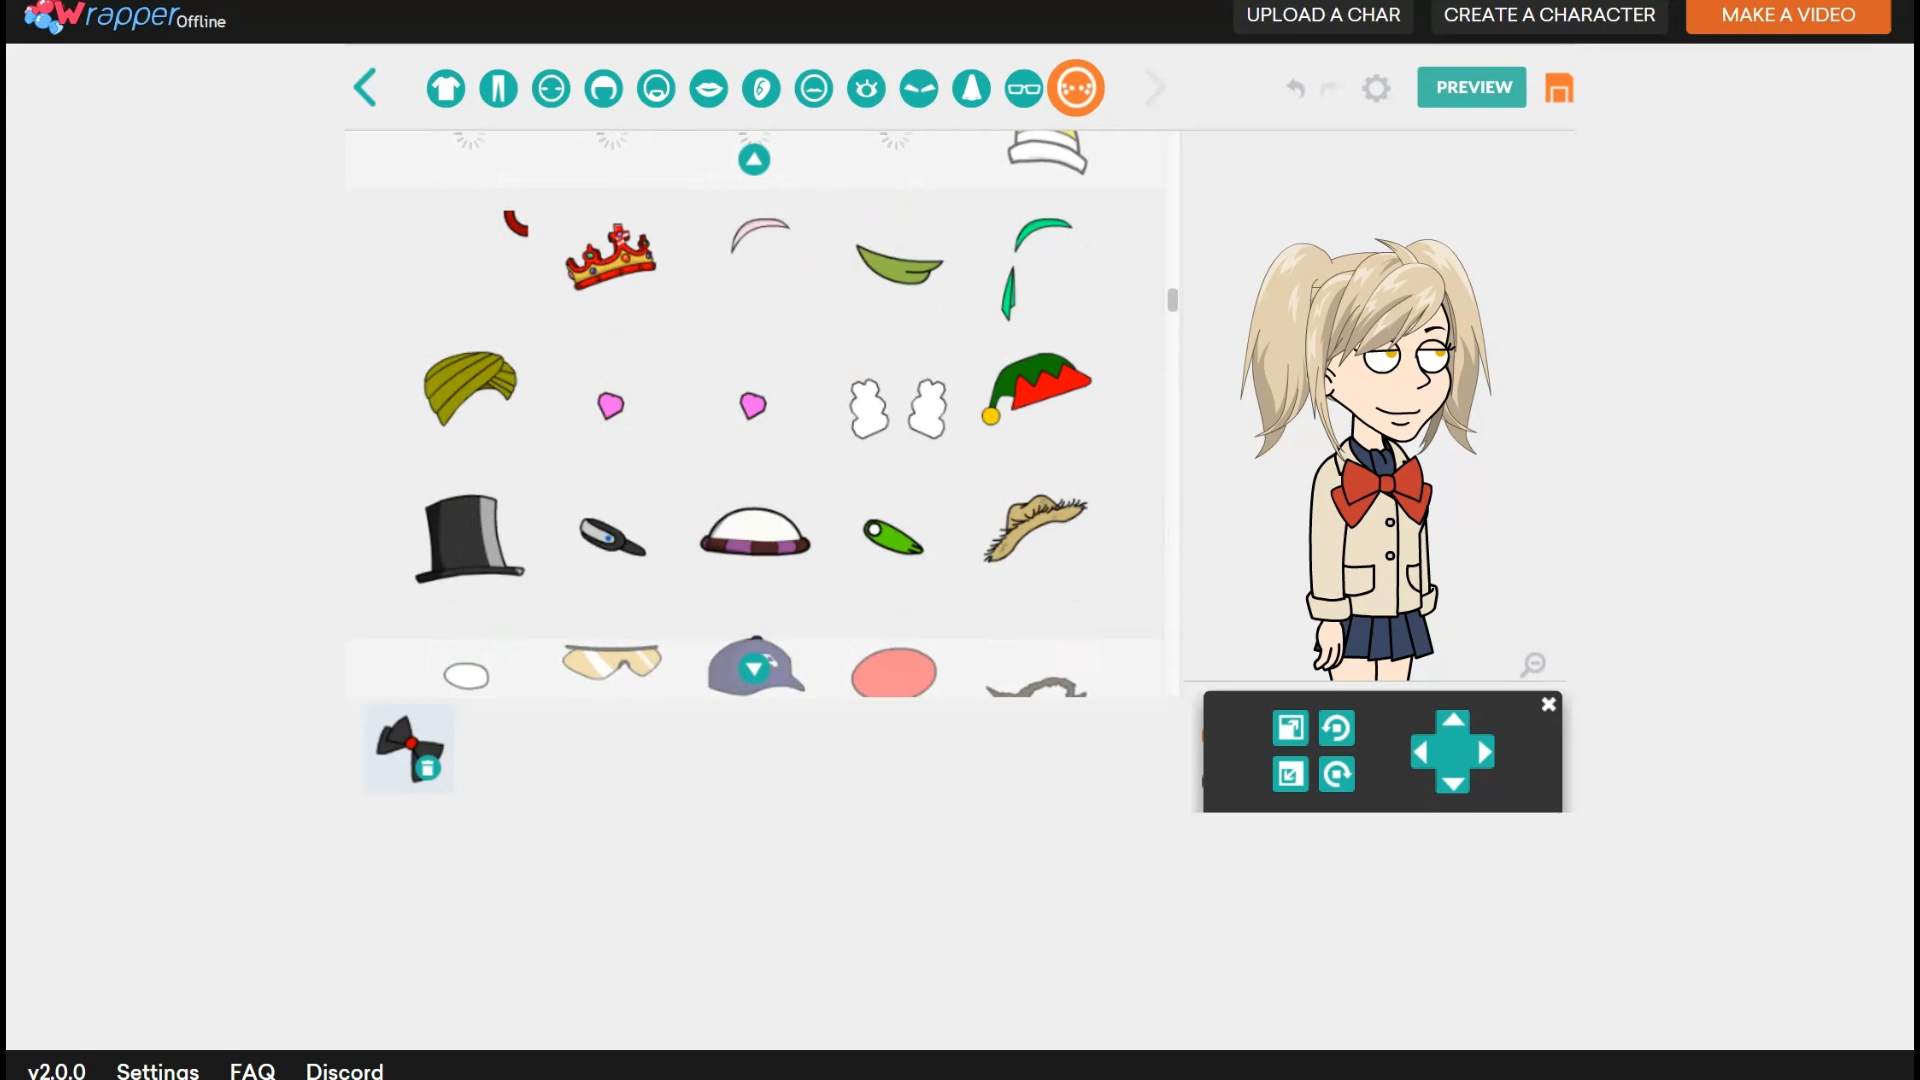 Wrapper Offline
UPLOAD A CHAR
CREATE A CHARACTER
MAKE A VIDEO
PREVIEW
v2.0.0
Settings
FAQ
Discord